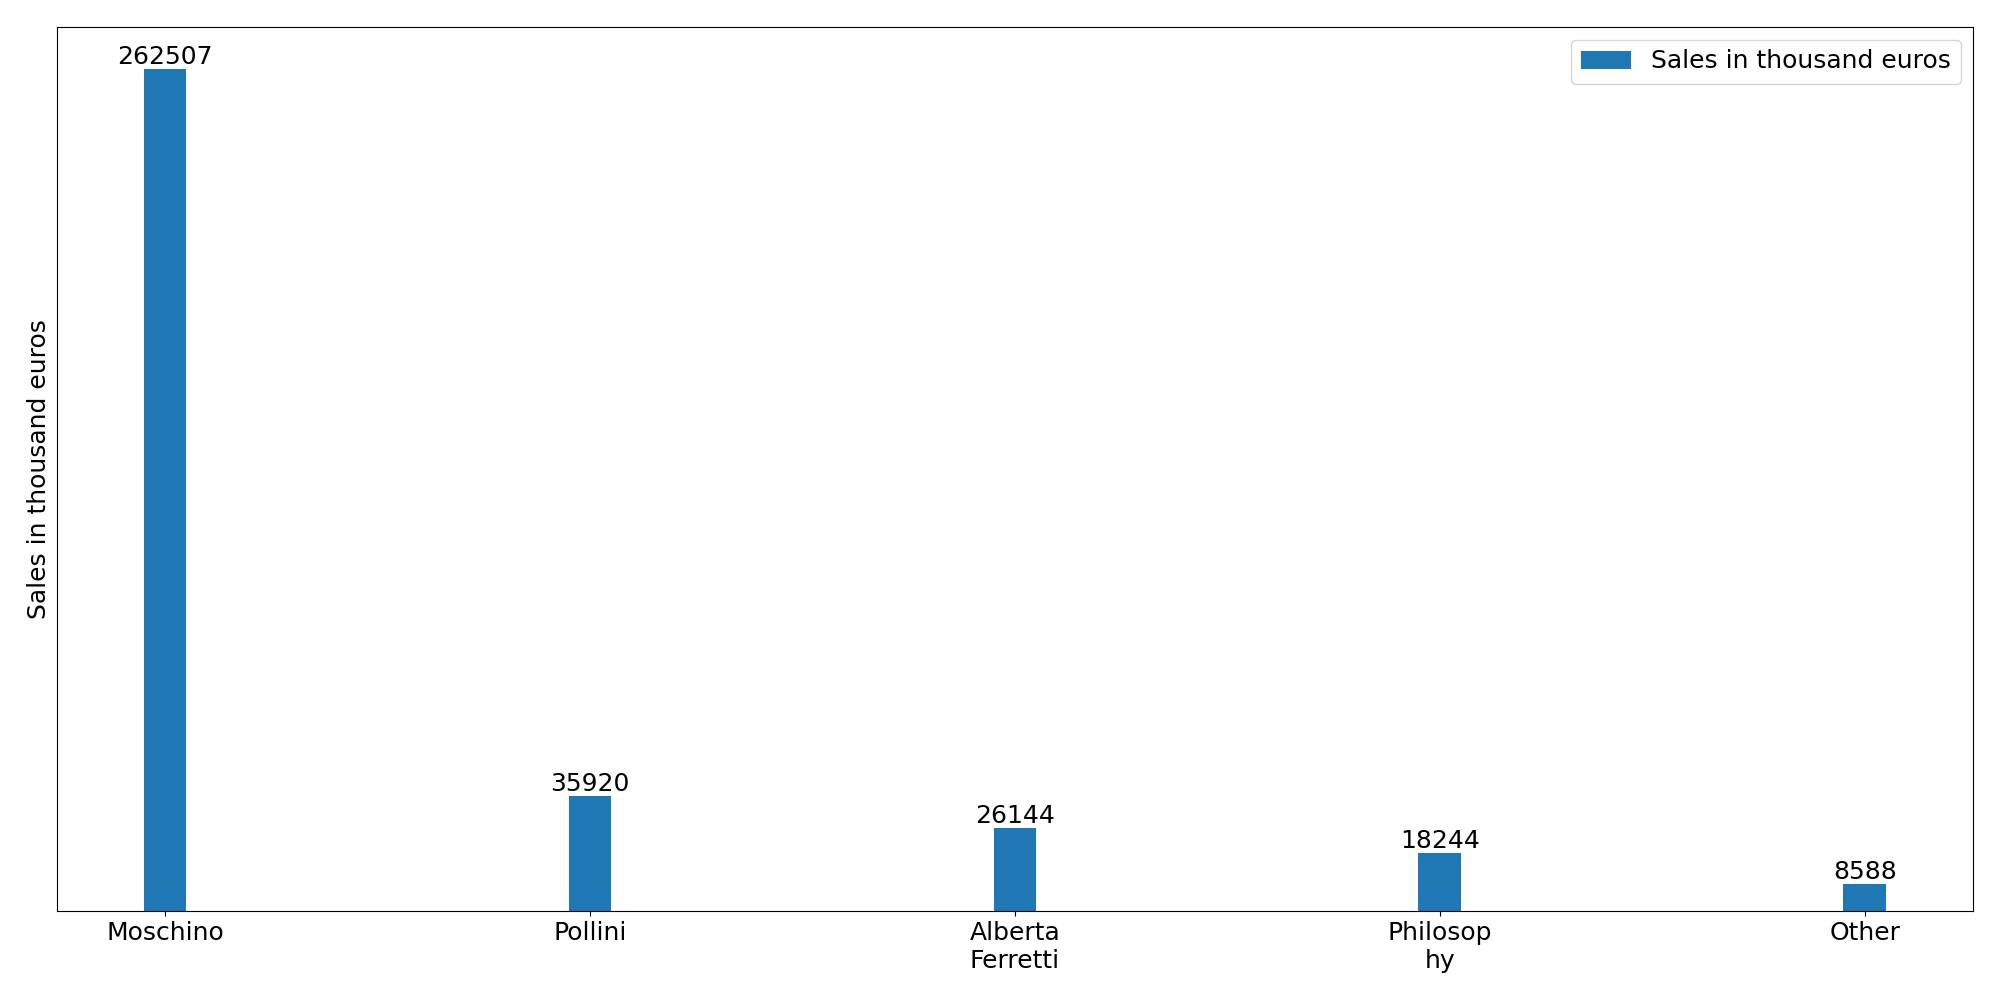 262507
Sales in thousand euros
Sales in thousand euros
35920
26144
18244
8588
Moschino
Pollini
Alberta
Ferretti
Philosop
hy
Other